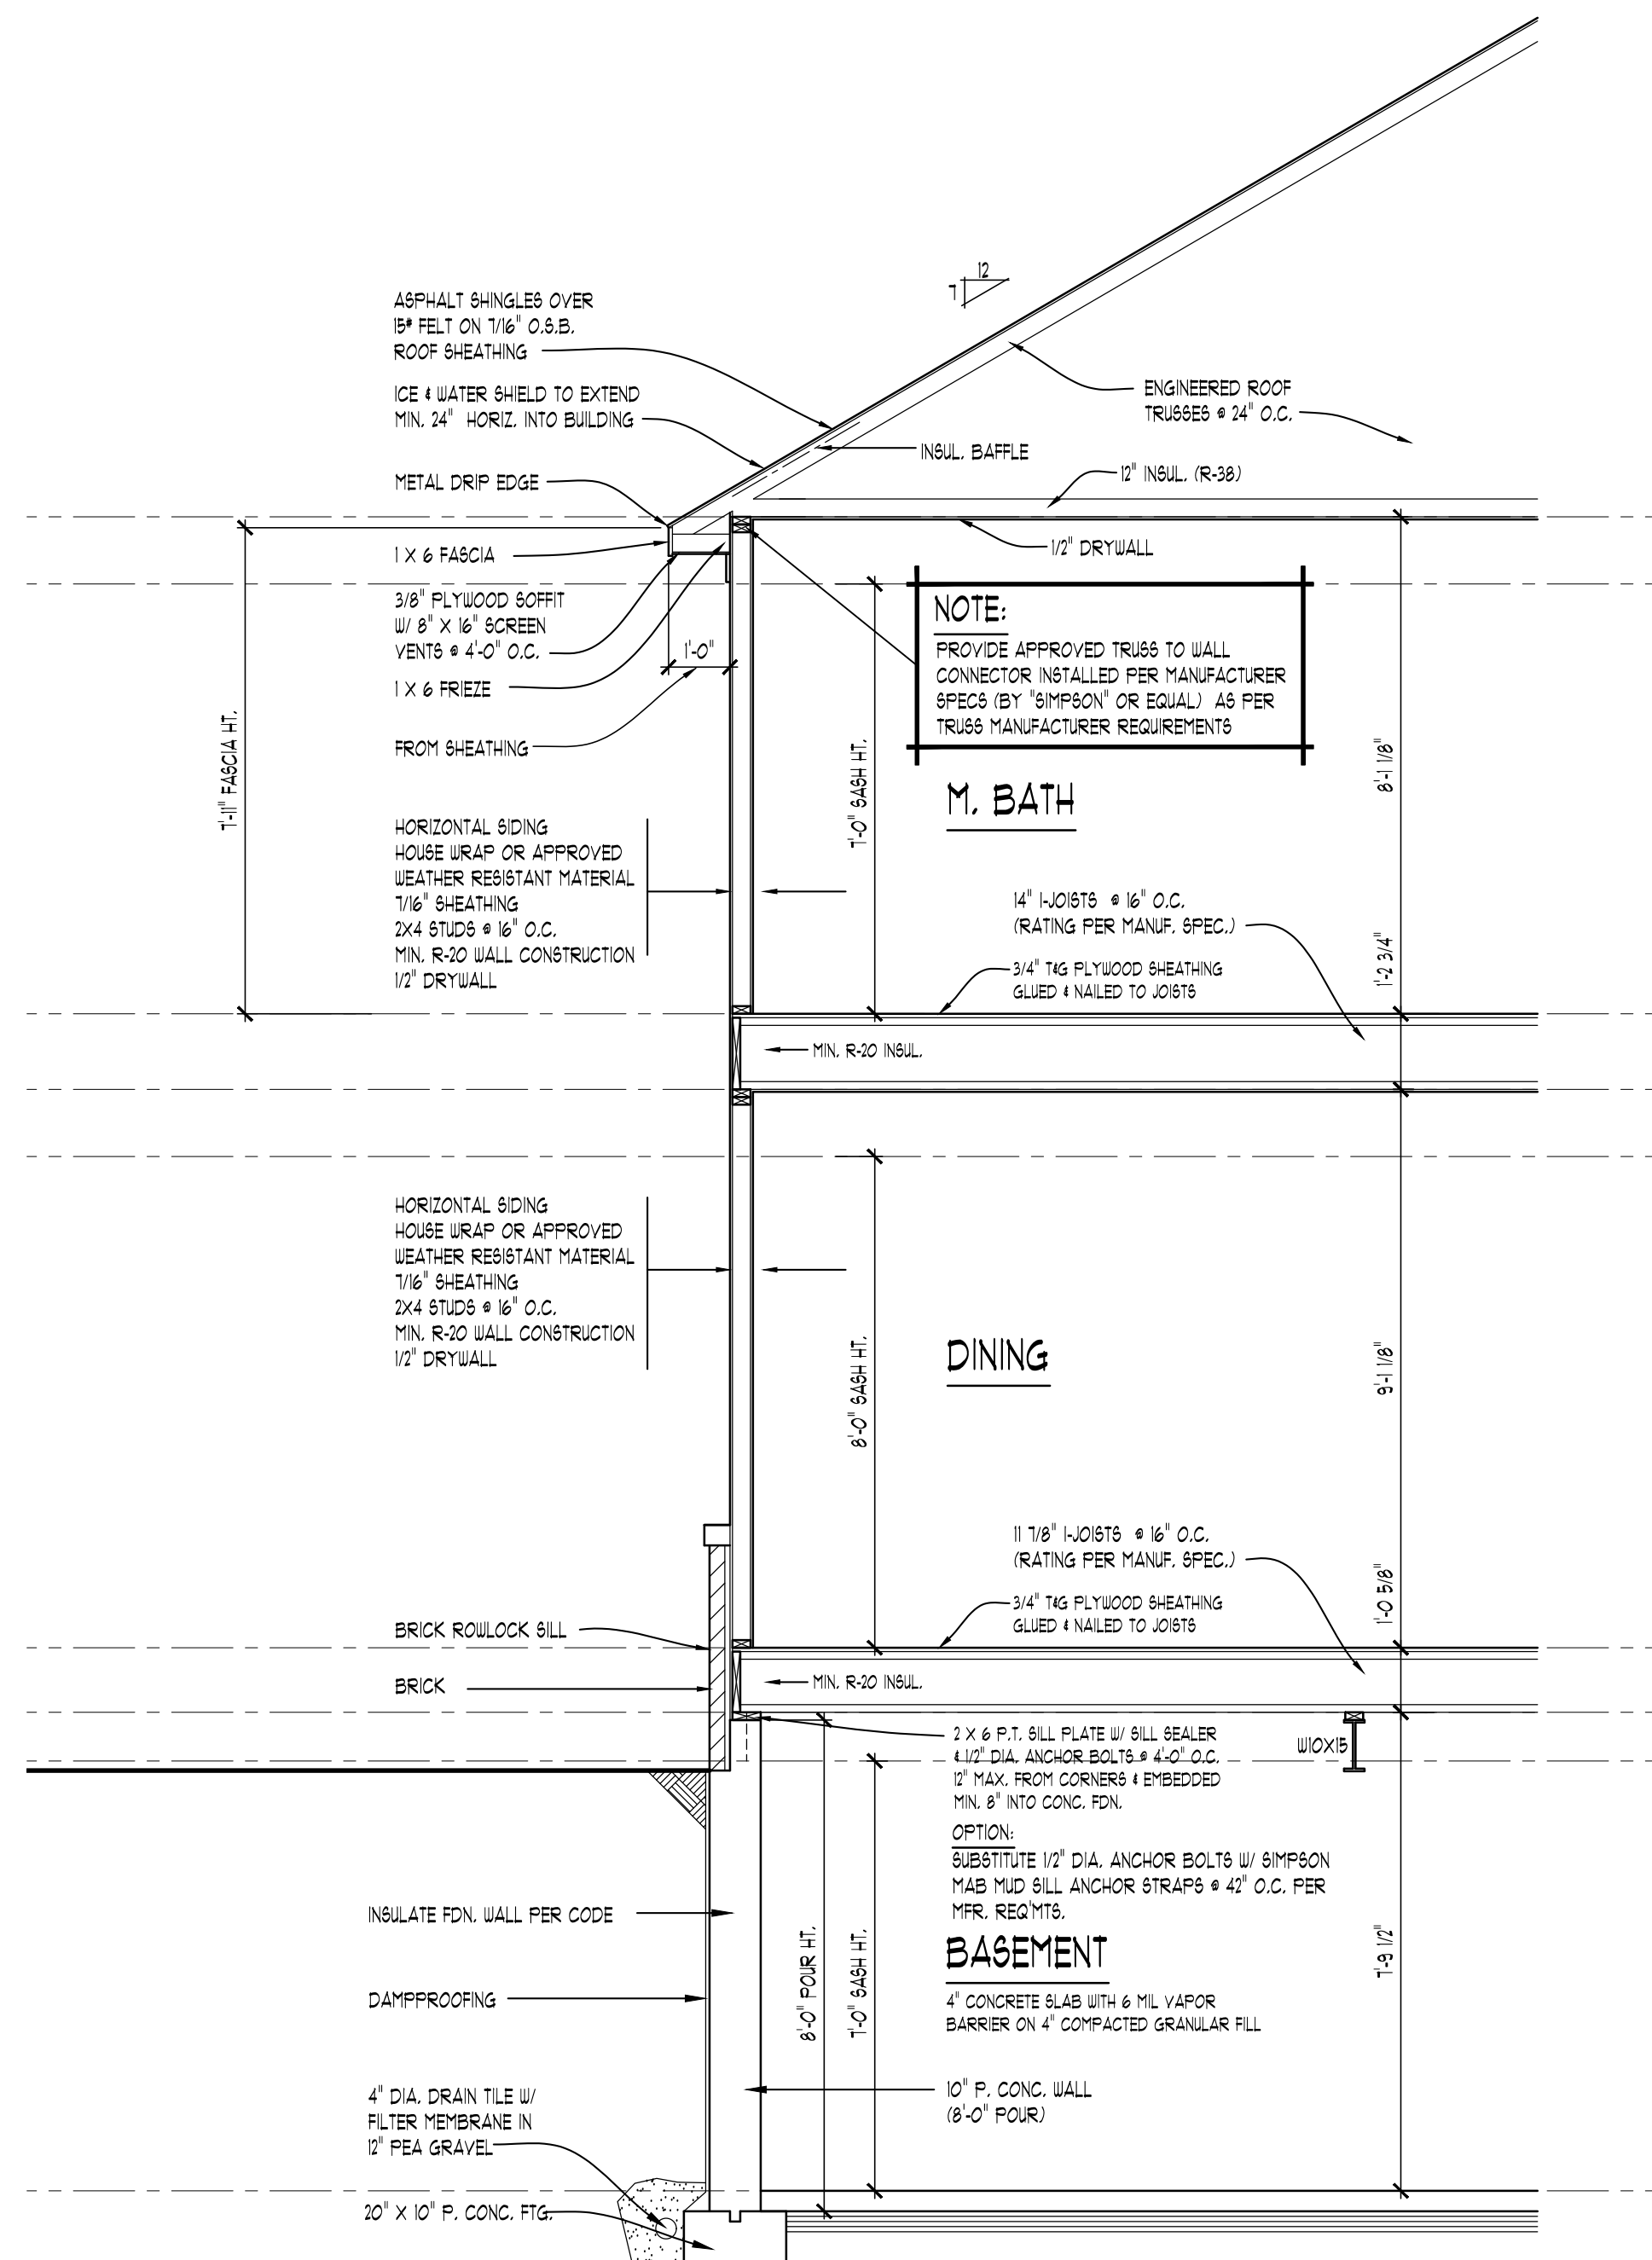 12
7
ASPHALT SHINGLES OVER
15# FELT ON 7/16" O.S.B.
ROOF SHEATHING
ICE & WATER SHIELD TO EXTEND
MIN. 24" HORIZ. INTO BUILDING
METAL DRIP EDGE
ENGINEERED ROOF
TRUSSES @ 24" O.C.
INSUL. BAFFLE
12" INSUL. (R-38)
1/2" DRYWALL
1 X 6 FASCIA
3/8" PLYWOOD SOFFIT
W/ 8" X 16" SCREEN
VENTS @ 4'-0" O.C.
1'-0"
1 X 6 FRIEZE
FROM SHEATHING
7'-11" FASCIA HT.
NOTE:
PROVIDE APPROVED TRUSS TO WALL
CONNECTOR INSTALLED PER MANUFACTURER
SPECS (BY "SIMPSON" OR EQUAL) AS PER
TRUSS MANUFACTURER REQUIREMENTS
7'-0" SASH HT.
8'-1 1/8"
M. BATH
HORIZONTAL SIDING
HOUSE WRAP OR APPROVED
WEATHER RESISTANT MATERIAL
7/16" SHEATHING
2X4 STUDS @ 16" O.C.
MIN. R-20 WALL CONSTRUCTION
1/2" DRYWALL
14" I-JOISTS @ 16" O.C.
(RATING PER MANUF. SPEC.)
3/4" T&G PLYWOOD SHEATHING
GLUED & NAILED TO JOISTS
1'-2 3/4"
MIN. R-20 INSUL.
HORIZONTAL SIDING
HOUSE WRAP OR APPROVED
WEATHER RESISTANT MATERIAL
7/16" SHEATHING
2X4 STUDS @ 16" O.C.
MIN. R-20 WALL CONSTRUCTION
1/2" DRYWALL
8'-0" SASH HT.
DINING
9'-1 1/8"
11 7/8" I-JOISTS @ 16" O.C.
(RATING PER MANUF. SPEC.)
3/4" T&G PLYWOOD SHEATHING
GLUED & NAILED TO JOISTS
1'-0 5/8"
BRICK ROWLOCK SILL
BRICK
MIN. R-20 INSUL.
2 X 6 P.T. SILL PLATE W/ SILL SEALER
& 1/2" DIA. ANCHOR BOLTS @ 4'-0" O.C.
12" MAX. FROM CORNERS & EMBEDDED
MIN. 8" INTO CONC. FDN.
W10X15
OPTION:
SUBSTITUTE 1/2" DIA. ANCHOR BOLTS W/ SIMPSON
MAB MUD SILL ANCHOR STRAPS @ 42" O.C. PER
MFR. REQ'MTS.
INSULATE FDN. WALL PER CODE
DAMPPROOFING
8'-0" POUR HT.
7'-0" SASH HT.
BASEMENT
4" CONCRETE SLAB WITH 6 MIL VAPOR
BARRIER ON 4" COMPACTED GRANULAR FILL
7'-9 1/2"
10" P. CONC. WALL
(8'-0" POUR)
4" DIA. DRAIN TILE W/
FILTER MEMBRANE IN
12" PEA GRAVEL
20" X 10" P. CONC. FTG.